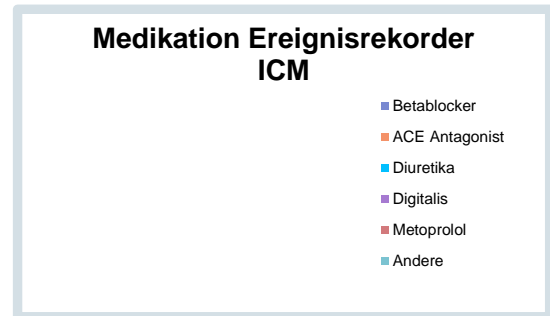 Medikation Ereignisrekorder
ICM
Betablocker
ACE Antagonist
Diuretika
Digitalis
Metoprolol
Andere